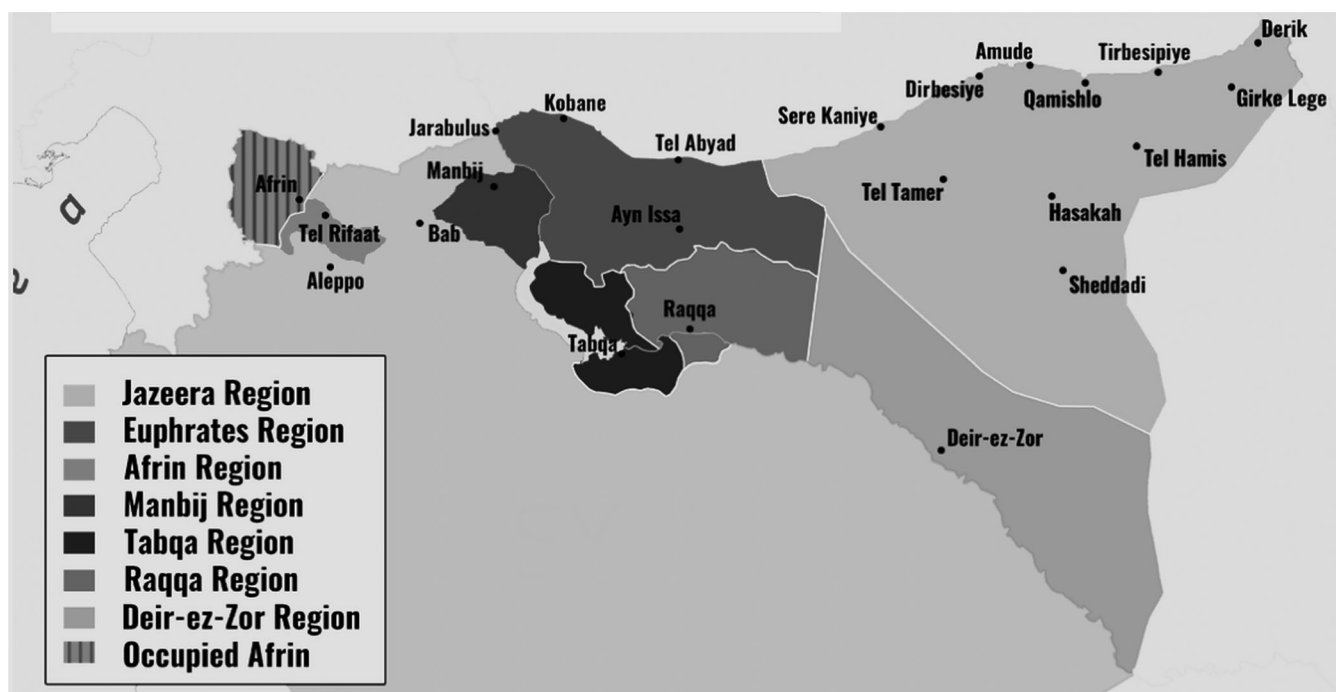 Derik
Amude
Tirbesipiye
Dirbesiye
Qamishlo
Girke Lege
Kobane
Jarabulus
Sere Kaniye
Tel Abyad
Tel Hamis
Manbij
Tel Tamer
Afrin
Hasakah
Ayn Issa
Tel Rifaat
Bab
Aleppo
Sheddadi
Raqqa
Tabqa
Deir-ez-Zor
Jazeera Region
Euphrates Region
Afrin Region
Manbij Region
Tabqa Region
Raqqa Region
Deir-ez-Zor Region
Occupied Afrin